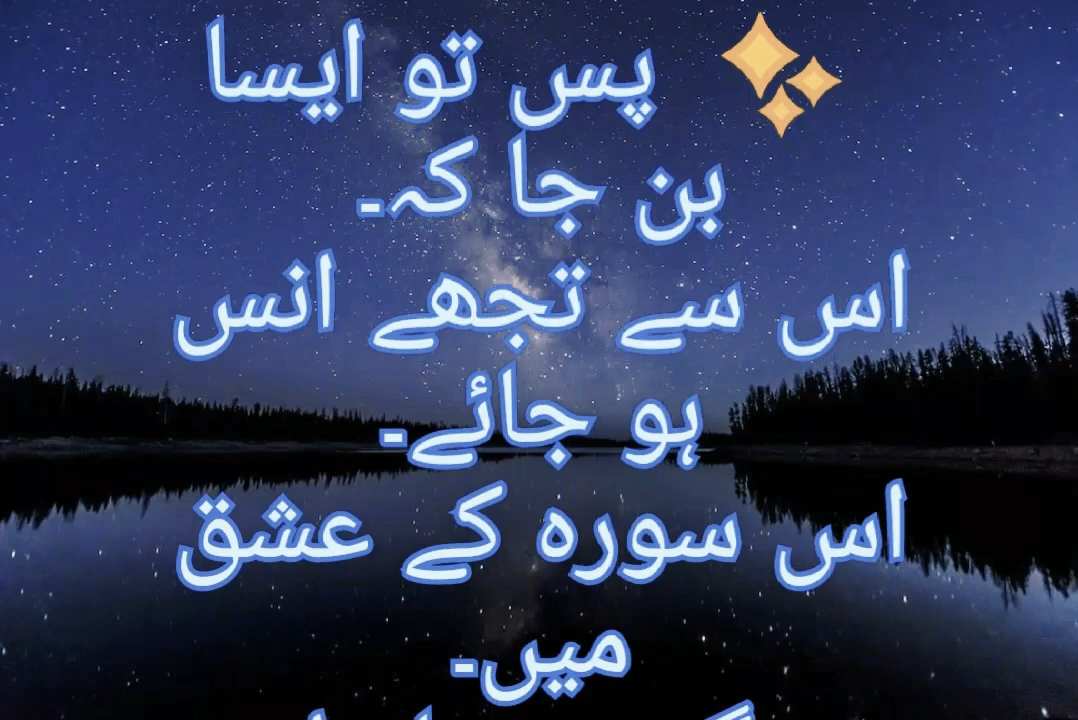 ✨ پس تو ایسا
بن جا کہ۔
اس سے تجھے انس
ہو جائے۔
اس سورہ کے عشق
میں۔